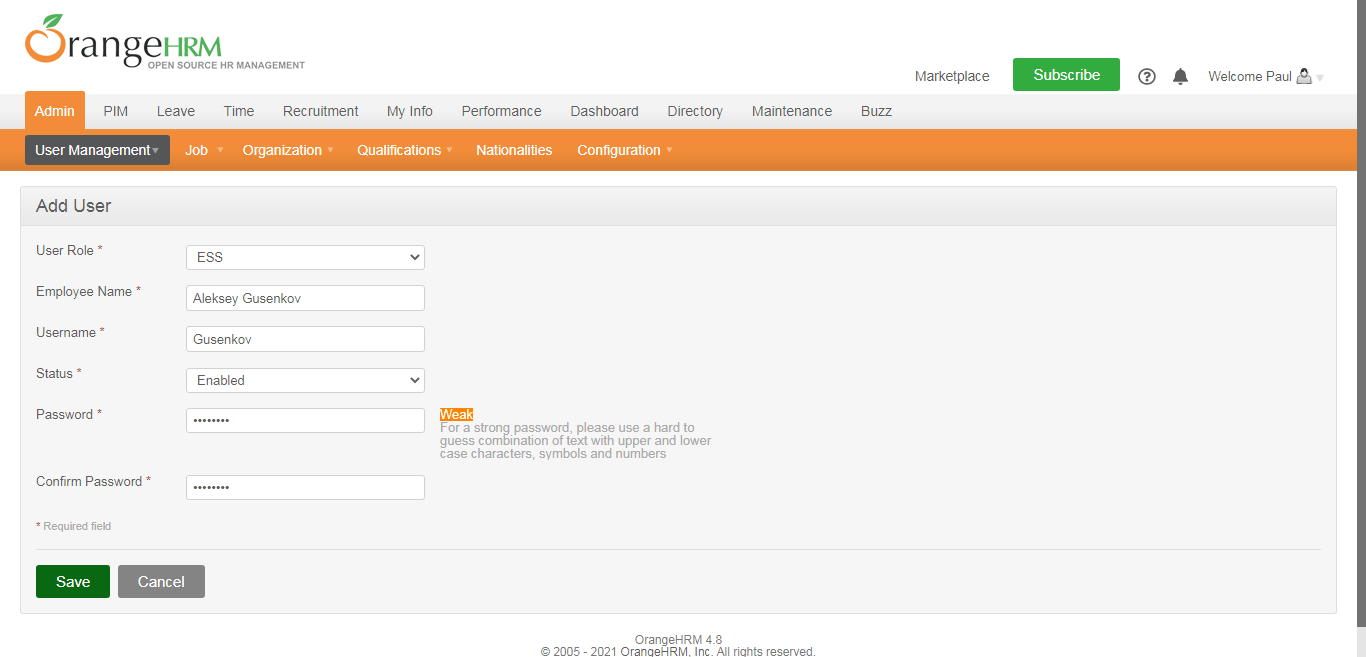 OrangeHRM
OPEN SOURCE HR MANAGEMENT
Marketplace Subscribe Welcome Paul
Admin PIM Leave Time Recruitment My Info Performance Dashboard Directory Maintenance Buzz
User Management Job Organization Qualifications Nationalities Configuration
Add User
User Role * ESS
Employee Name * Aleksey Gusenkov
Username * Gusenkov
Status * Enabled
Password * •••••••• Weak
For a strong password, please use a hard to
guess combination of text with upper and lower
case characters, symbols and numbers
Confirm Password * ••••••••
* Required field
Save Cancel
OrangeHRM 4.8
© 2005 - 2021 OrangeHRM, Inc. All rights reserved.